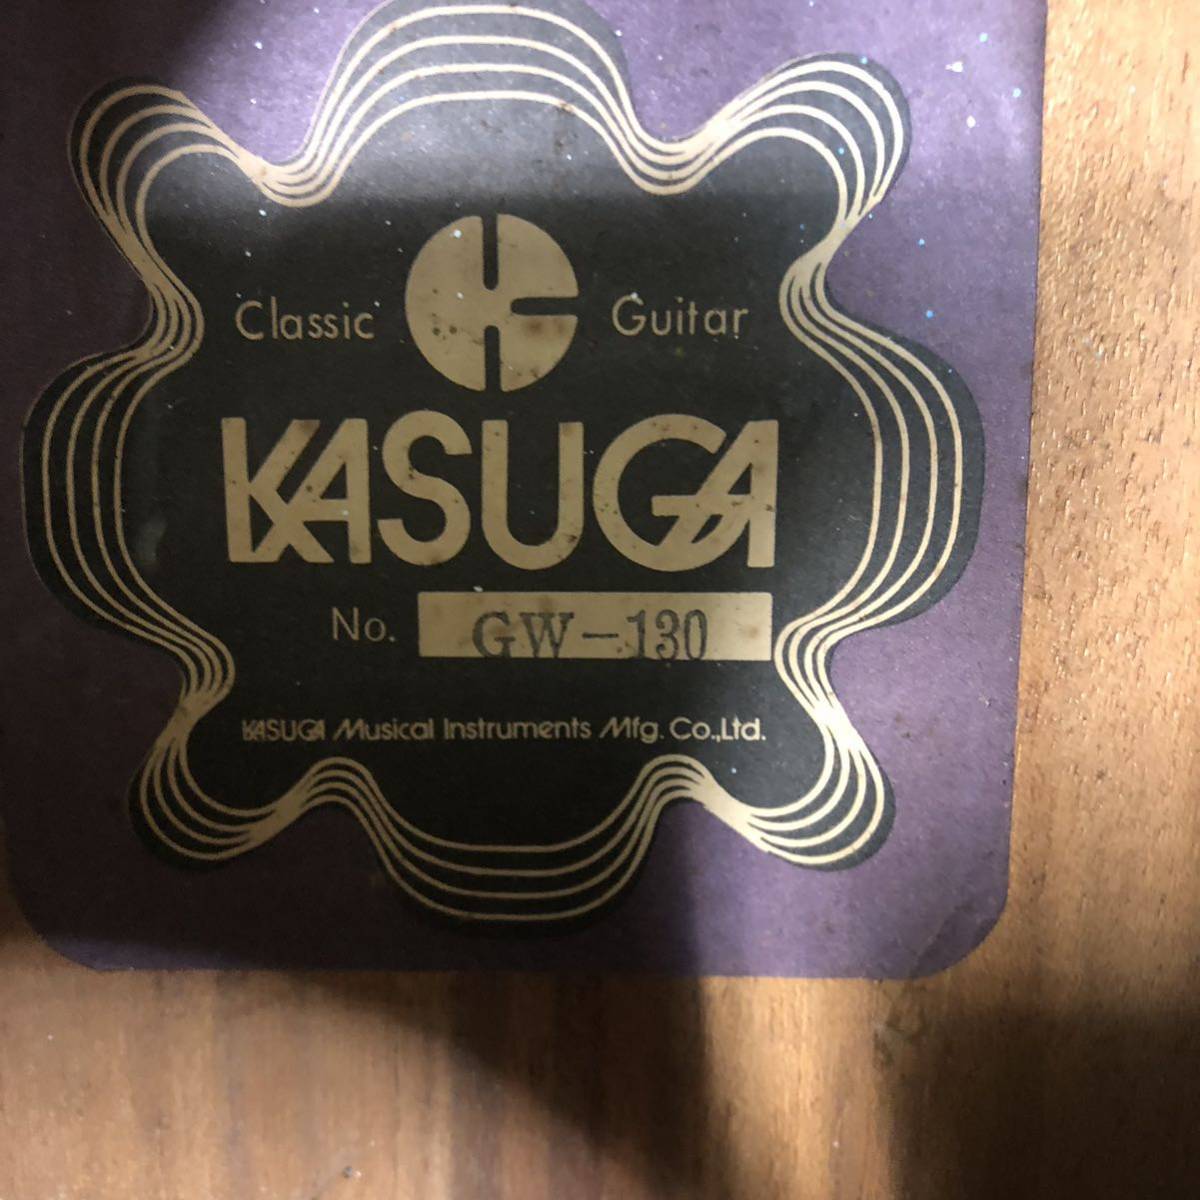 Classic Guitar
KASUGA
No. GW-130
KASUGA Musical Instruments Mfg. Co.,Ltd.